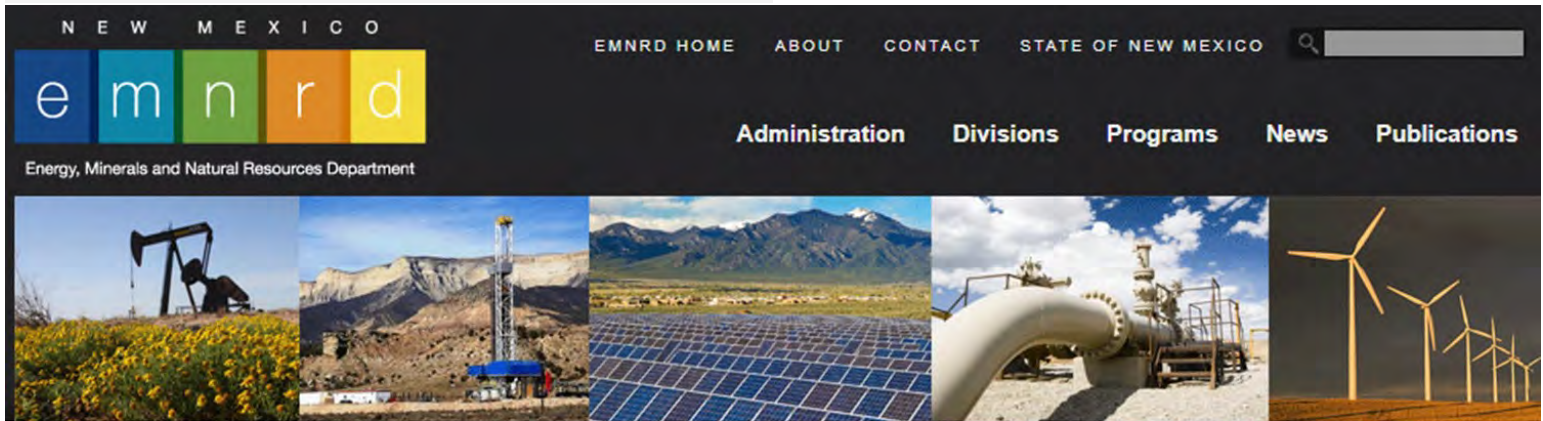 NEW MEXICO
emnrd
Energy, Minerals and Natural Resources Department
EMNRD HOME ABOUT CONTACT STATE OF NEW MEXICO
Administration Divisions Programs News Publications